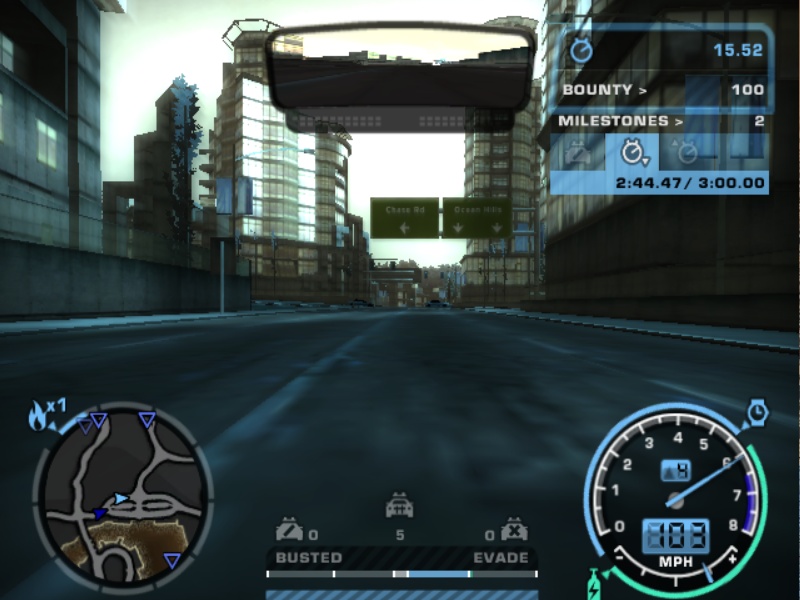 15.52
BOUNTY > 100
MILESTONES > 2
2:44.47/ 3:00.00
Chase Rd Ocean Hills
x1
0 1 2 3 4 5 6 7 8
4
103
MPH
0 5 0
BUSTED EVADE